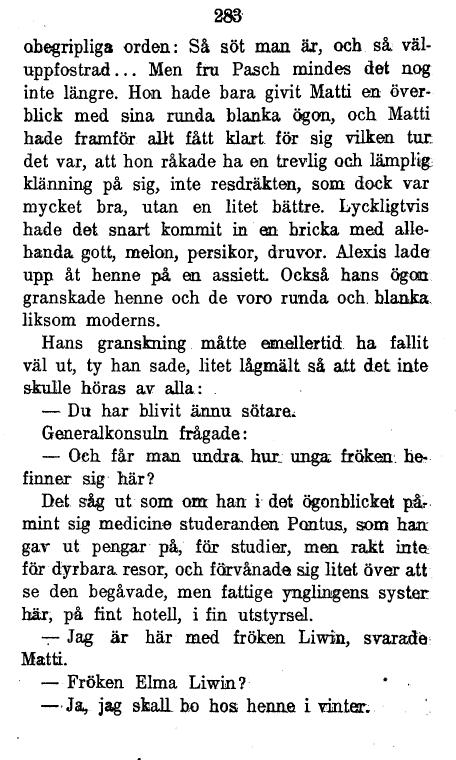 283
obegripliga orden: Så söt man är, och så väl-
uppfostrad... Men fru Pasch mindes det nog
inte längre. Hon hade bara givit Matti en över-
blick med sina runda blanka ögon, och Matti
hade framför allt fått klart för sig vilken tur
det var, att hon råkade ha en trevlig och lämplig
klänning på sig, inte resdräkten, som dock var
mycket bra, utan en litet bättre. Lyckligtvis
hade det snart kommit in en bricka med alle-
handa gott, melon, persikor, druvor. Alexis lade
upp åt henne på en assiett. Också hans ögon
granskade henne och de voro runda och blanka
liksom moderns.
Hans granskning måtte emellertid ha fallit
väl ut, ty han sade, litet lågmält så att det inte
skulle höras av alla:
— Du har blivit ännu sötare.
Generalkonsuln frågade:
— Och får man undra hur unga fröken be-
finner sig här?
Det såg ut som om han i det ögonblicket på-
mint sig medicine studeranden Pontus, som han
gav ut pengar på, för studier, men rakt inte
för dyrbara resor, och förvånade sig litet över att
se den begåvade, men fattige ynglingens syster
här, på fint hotell, i fin utstyrsel.
— Jag är här med fröken Liwin, svarade
Matti.
— Fröken Elma Liwin?
— Ja, jag skall bo hos henne i vinter.